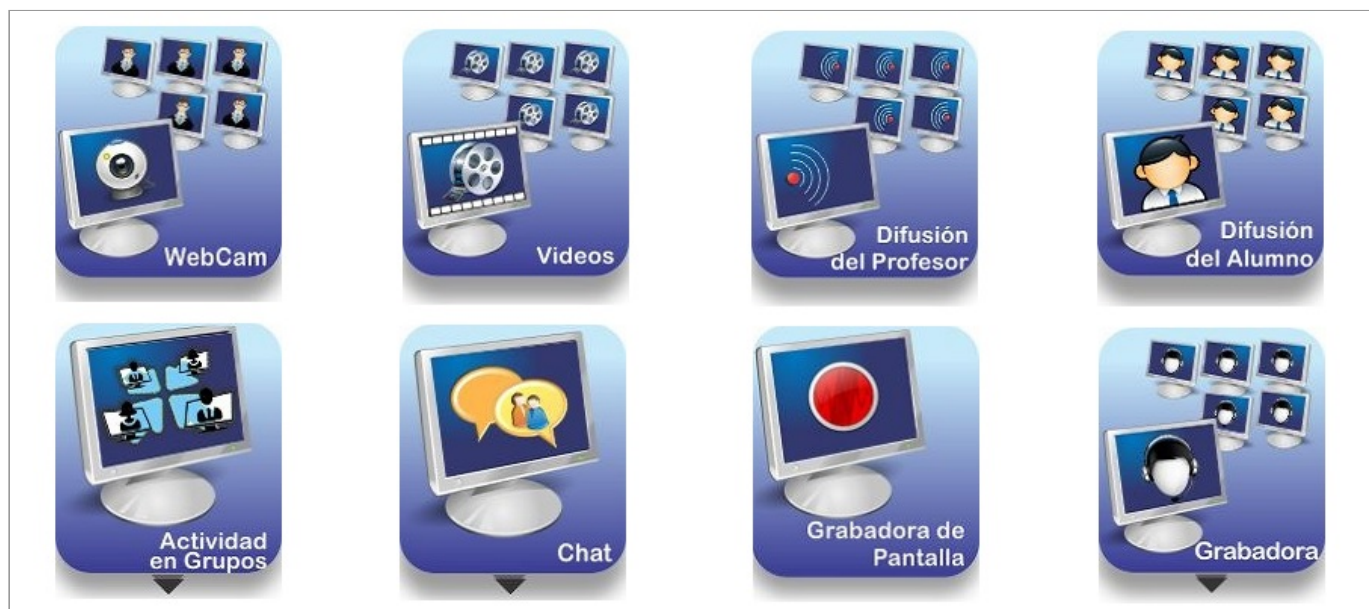 WebCam
Videos
Difusión
del Profesor
Difusión
del Alumno
Actividad
en Grupos
Chat
Grabadora de
Pantalla
Grabadora